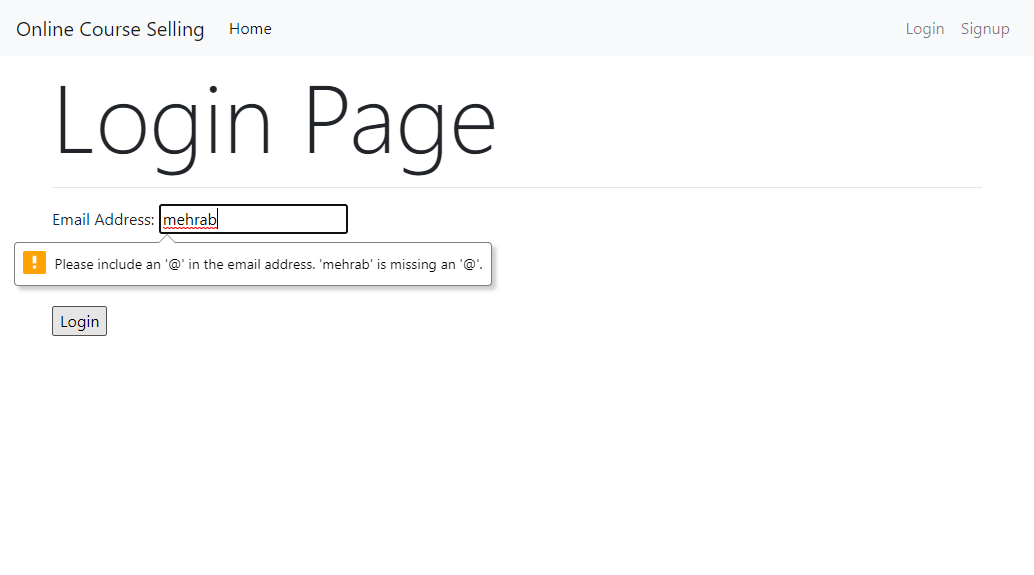 Online Course Selling Home Login Signup
Login Page
Email Address: mehrab
Please include an '@' in the email address. 'mehrab' is missing an '@'.
Login